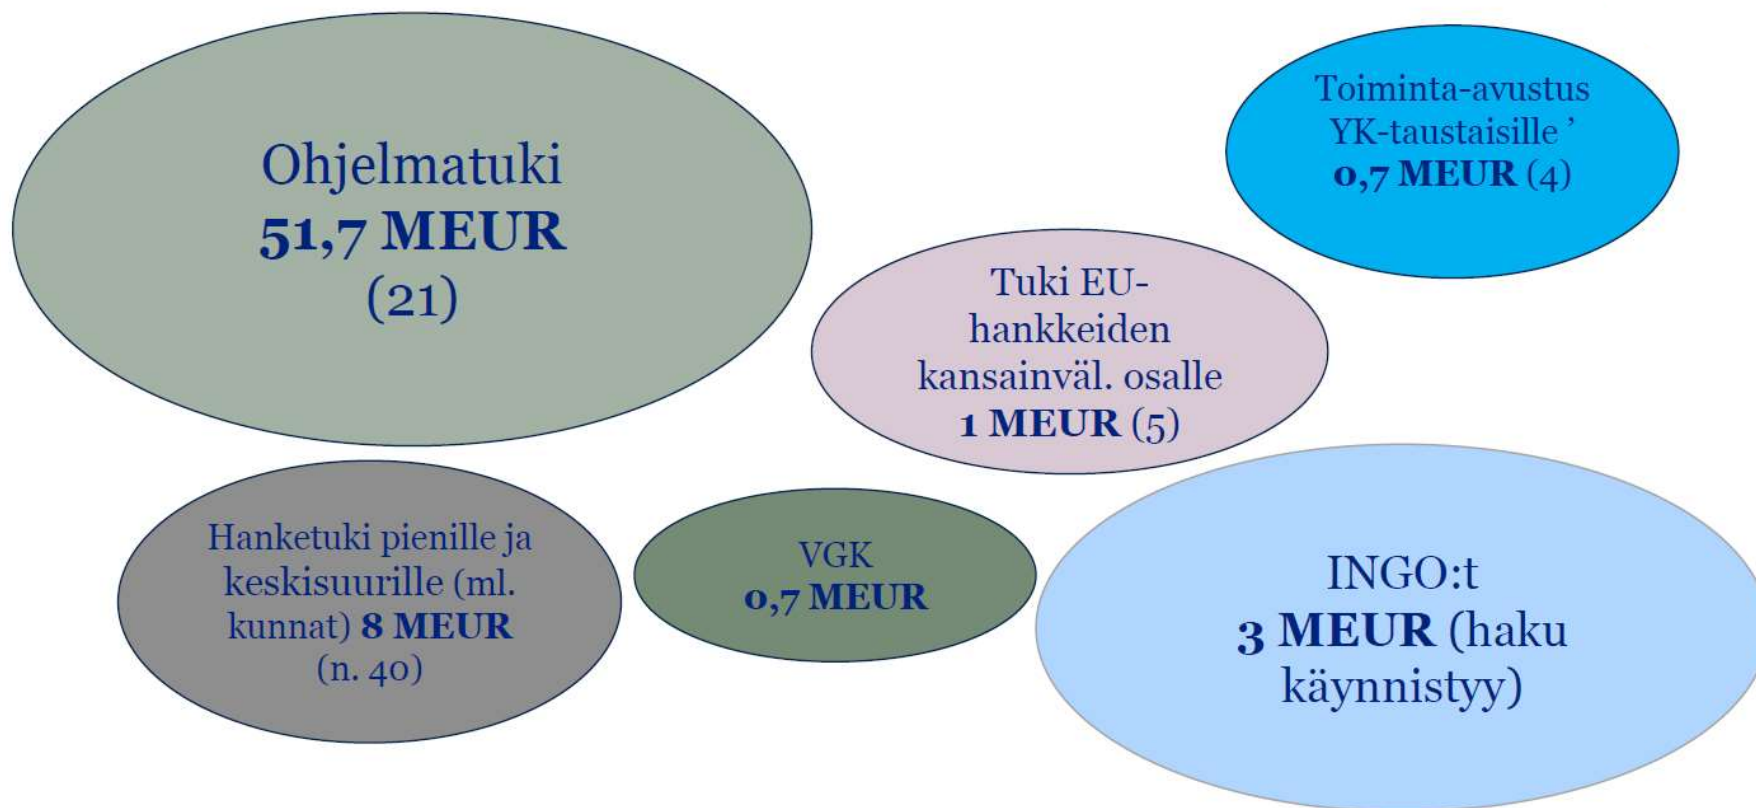 Ohjelmatuki
51,7 MEUR
(21)
Toiminta-avustus
YK-taustaisille ’
0,7 MEUR (4)
Tuki EU-
hankkeiden
kansainväl. osalle
1 MEUR (5)
Hanketuki pienille ja
keskisuurille (ml.
kunnat) 8 MEUR
(n. 40)
VGK
0,7 MEUR
INGO:t
3 MEUR (haku
käynnistyy)